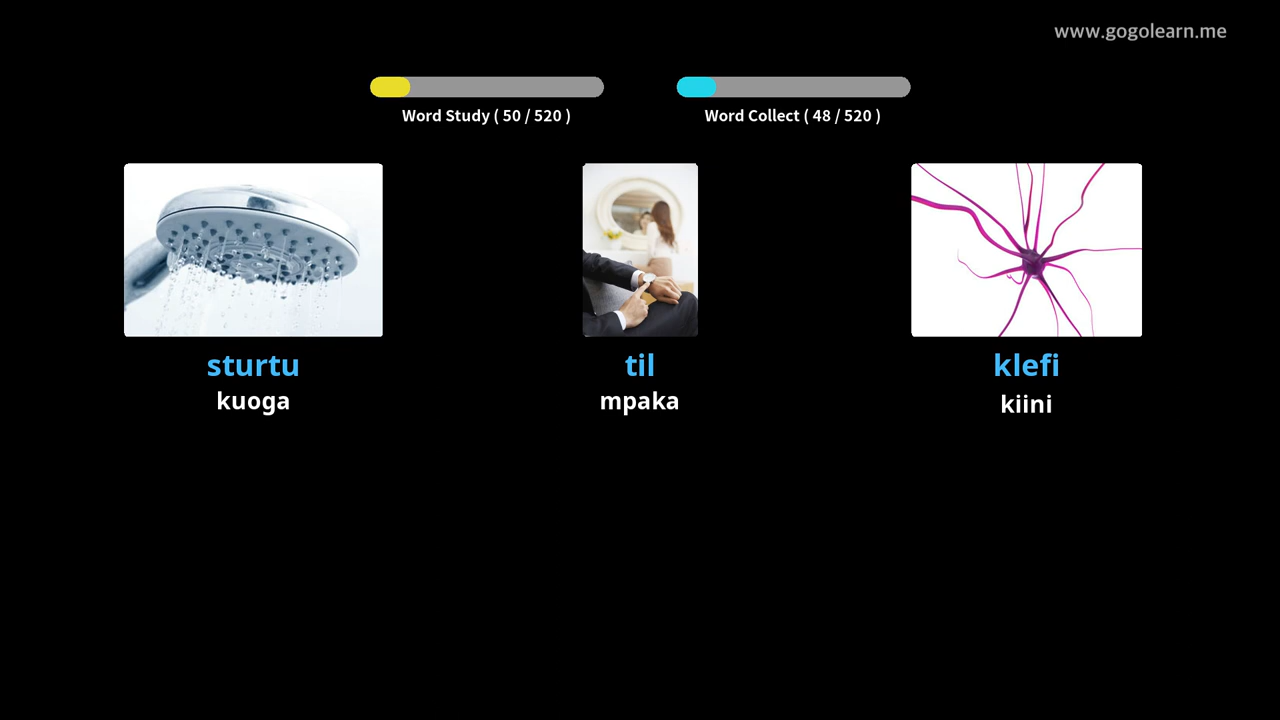 www.gogolearn.me
Word Study ( 50 / 520 )
Word Collect ( 48 / 520 )
sturtu
kuoga
til
mpaka
klefi
kiini